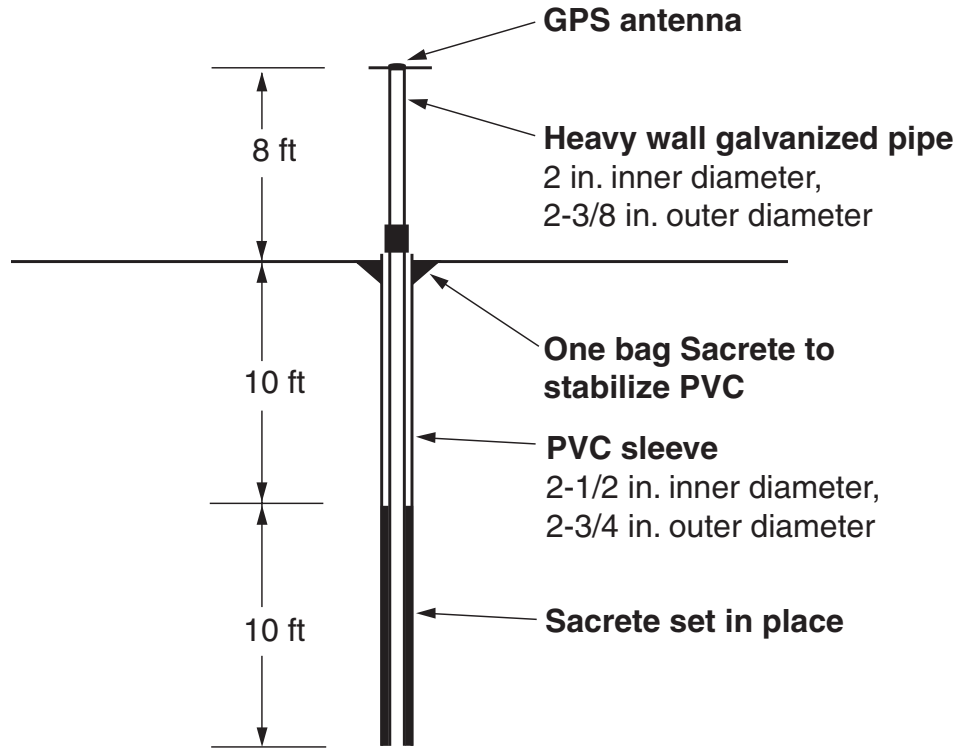 GPS antenna
8 ft
Heavy wall galvanized pipe
2 in. inner diameter,
2-3/8 in. outer diameter
One bag Sacrete to
stabilize PVC
10 ft
PVC sleeve
2-1/2 in. inner diameter,
2-3/4 in. outer diameter
10 ft
Sacrete set in place